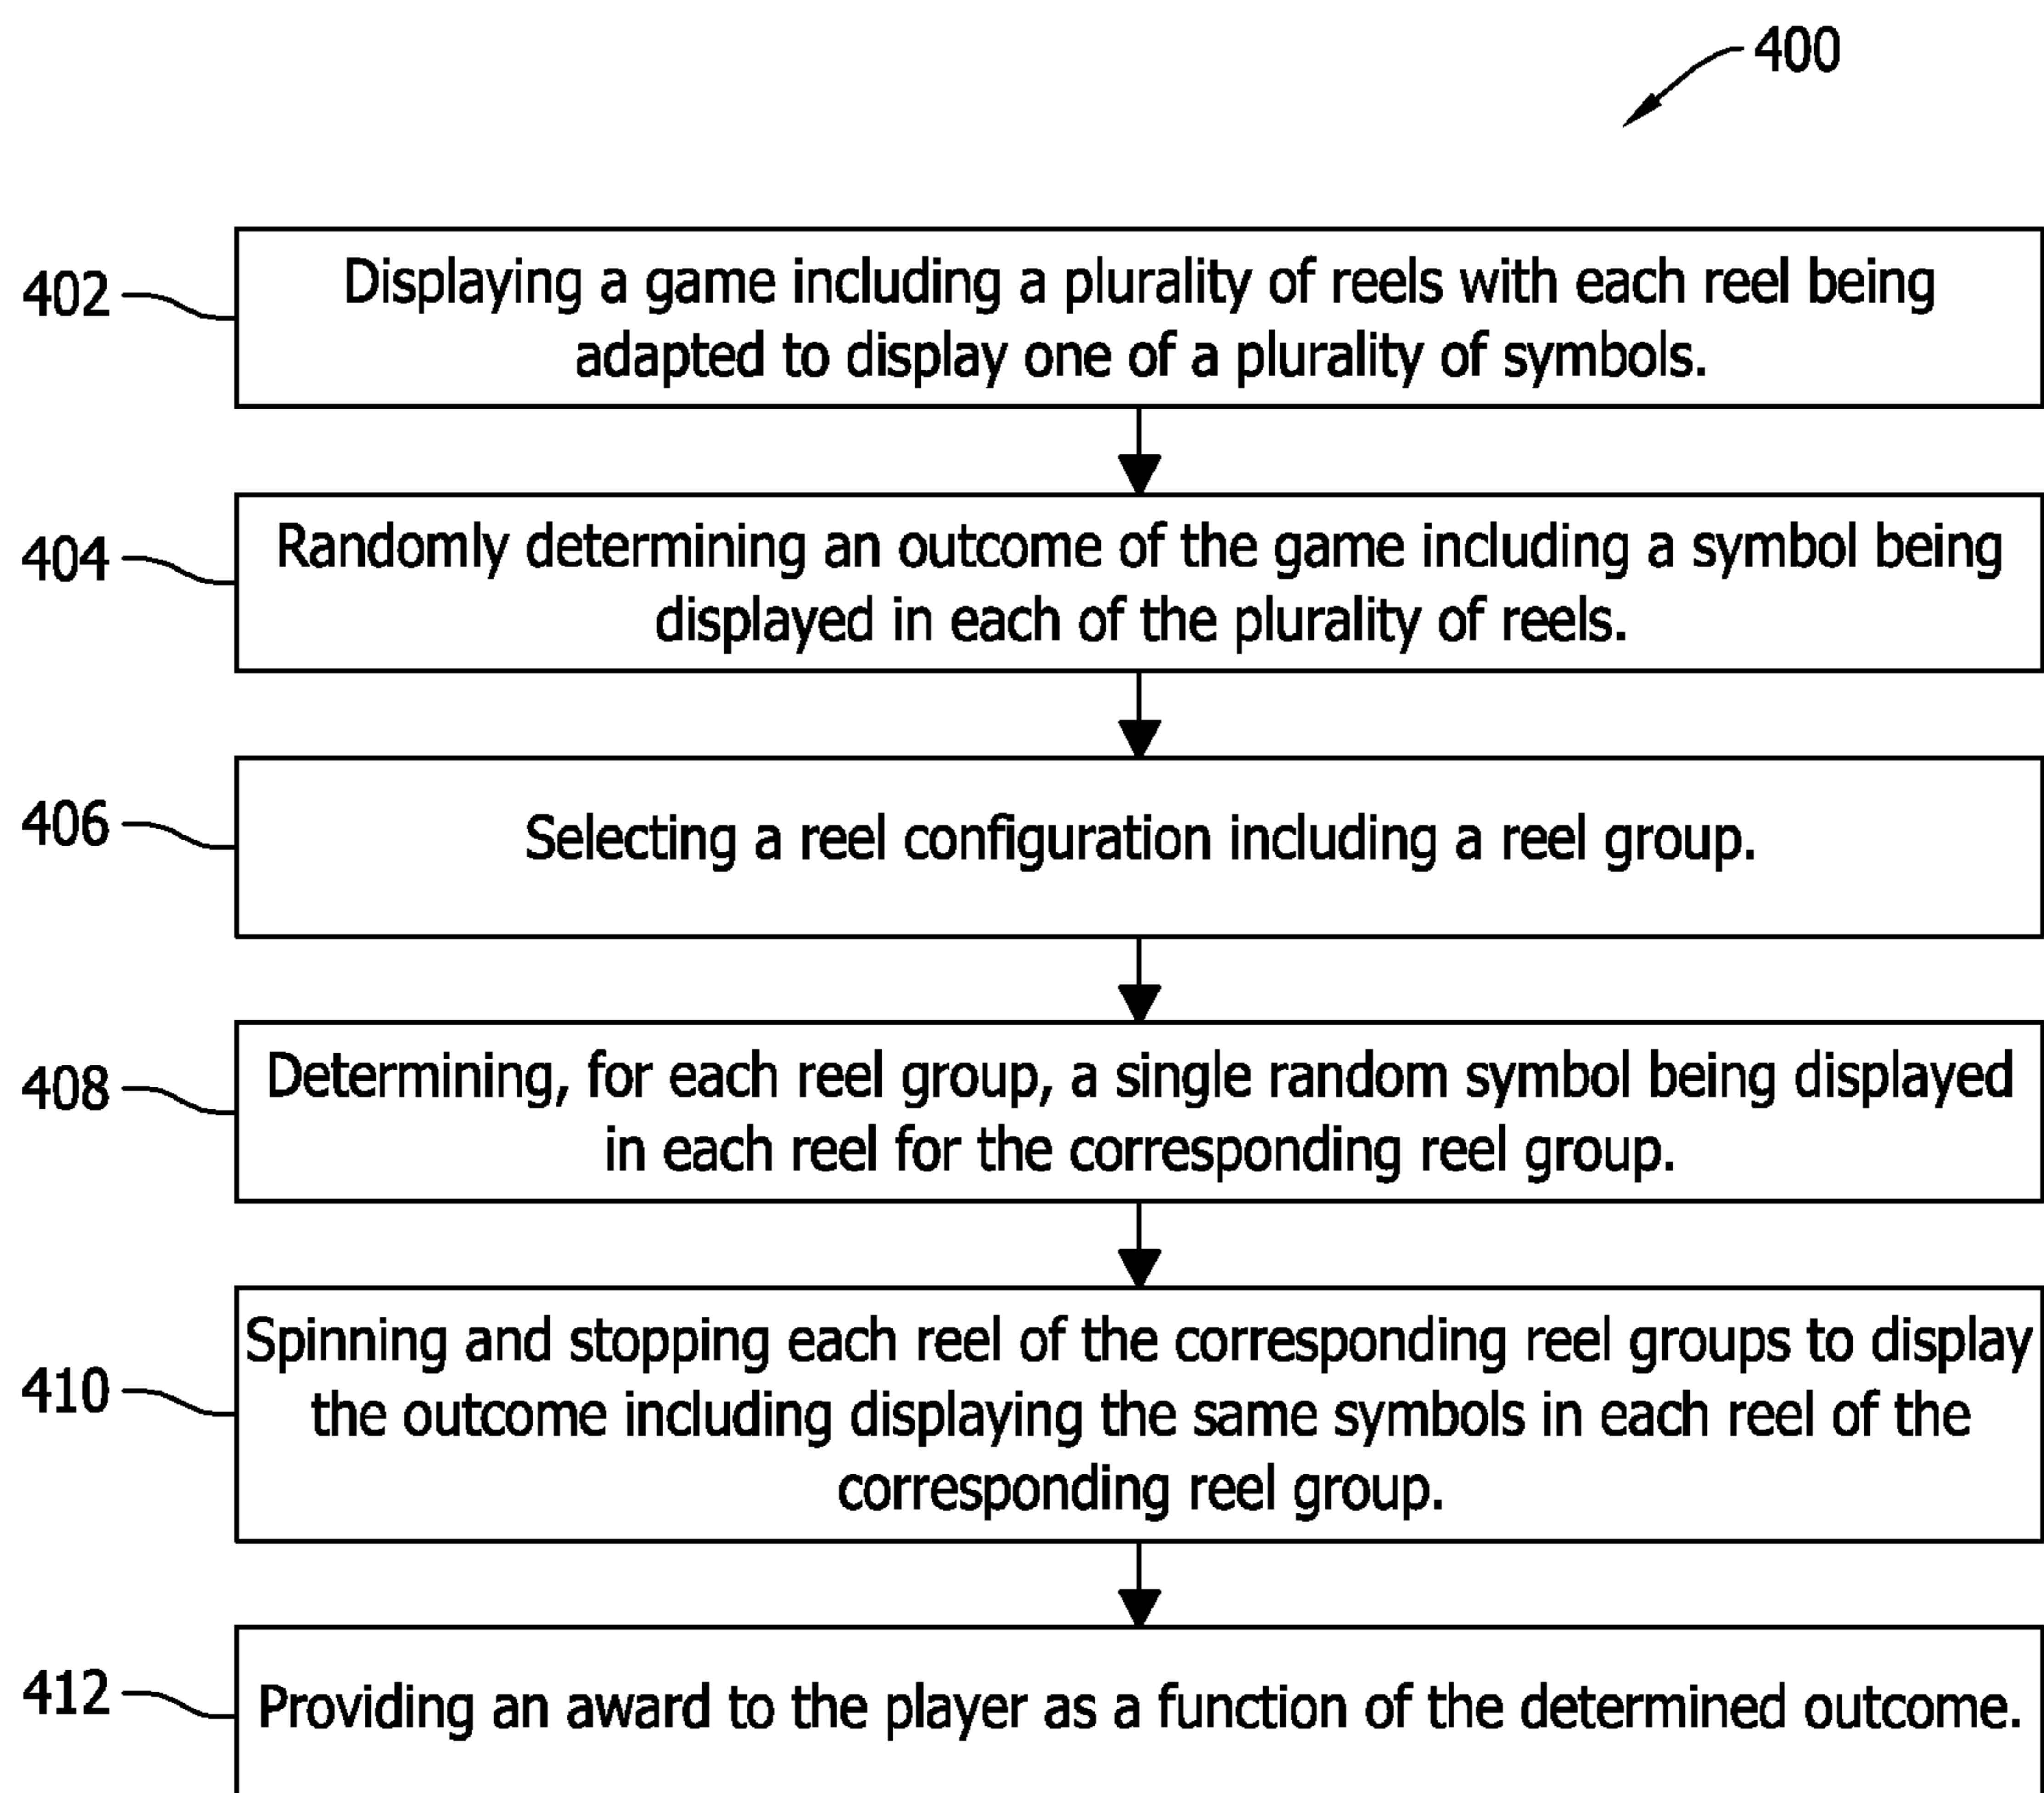 400
402
Displaying a game including a plurality of reels with each reel being
adapted to display one of a plurality of symbols.
404
Randomly determining an outcome of the game including a symbol being
displayed in each of the plurality of reels.
406
Selecting a reel configuration including a reel group.
408
Determining, for each reel group, a single random symbol being displayed
in each reel for the corresponding reel group.
410
Spinning and stopping each reel of the corresponding reel groups to display
the outcome including displaying the same symbols in each reel of the
corresponding reel group.
412
Providing an award to the player as a function of the determined outcome.